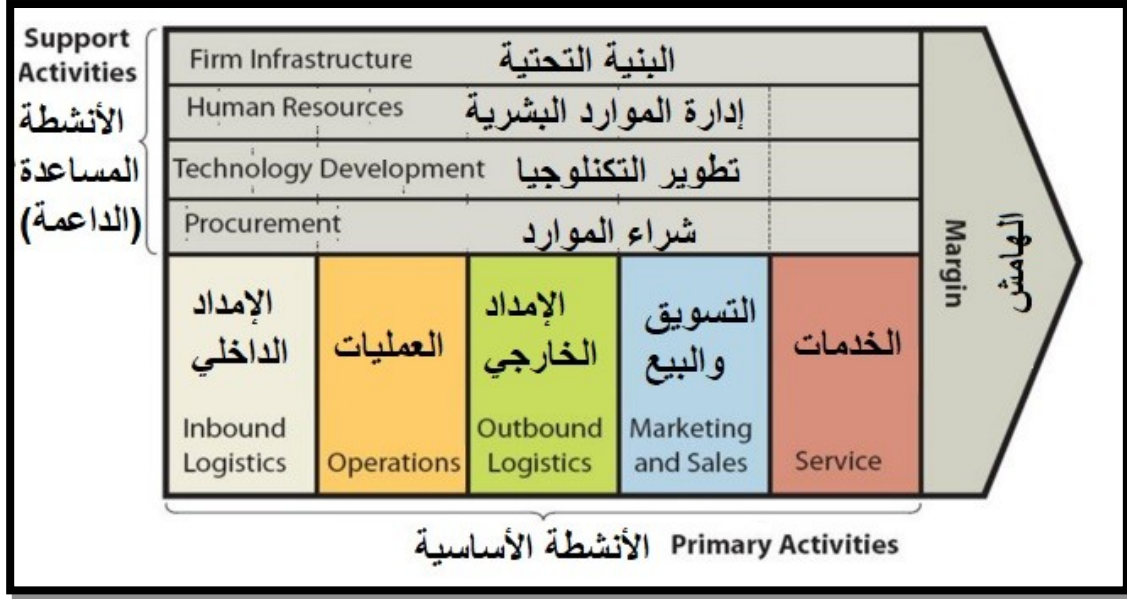 Support
Activities
الأنشطة
المساعدة
(الداعمة)
Firm Infrastructure البنية التحتية
Human Resources إدارة الموارد البشرية
Technology Development تطوير التكنلوجيا
Procurement شراء الموارد
الإمداد
الداخلي
Inbound
Logistics
العمليات
Operations
الإمداد
الخارجي
Outbound
Logistics
التسويق
والبيع
Marketing
and Sales
الخدمات
Service
Margin
الهامش
الأنشطة الأساسية Primary Activities